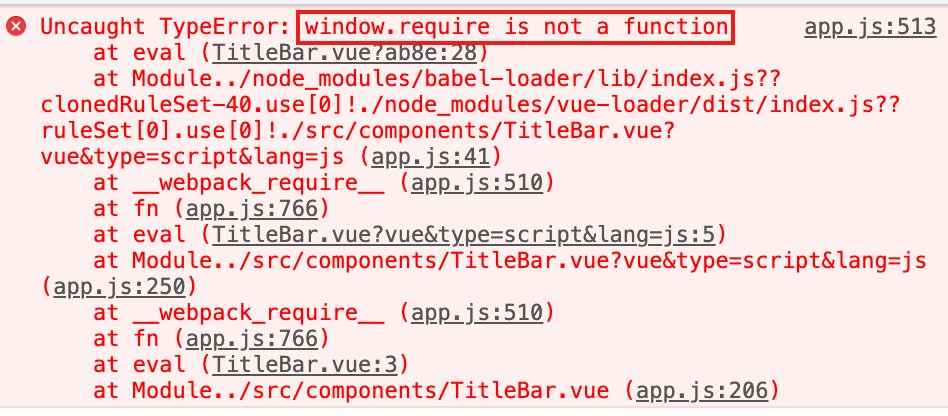 Uncaught TypeError: window.require is not a function app.js:513
at eval (TitleBar.vue?ab8e:28)
at Module../node_modules/babel-loader/lib/index.js??
clonedRuleSet-40.use[0]!./node_modules/vue-loader/dist/index.js??
ruleSet[0].use[0]!./src/components/TitleBar.vue?
vue&type=script&lang=js (app.js:41)
at __webpack_require__ (app.js:510)
at fn (app.js:766)
at eval (TitleBar.vue?vue&type=script&lang=js:5)
at Module../src/components/TitleBar.vue?vue&type=script&lang=js
(app.js:250)
at __webpack_require__ (app.js:510)
at fn (app.js:766)
at eval (TitleBar.vue:3)
at Module../src/components/TitleBar.vue (app.js:206)